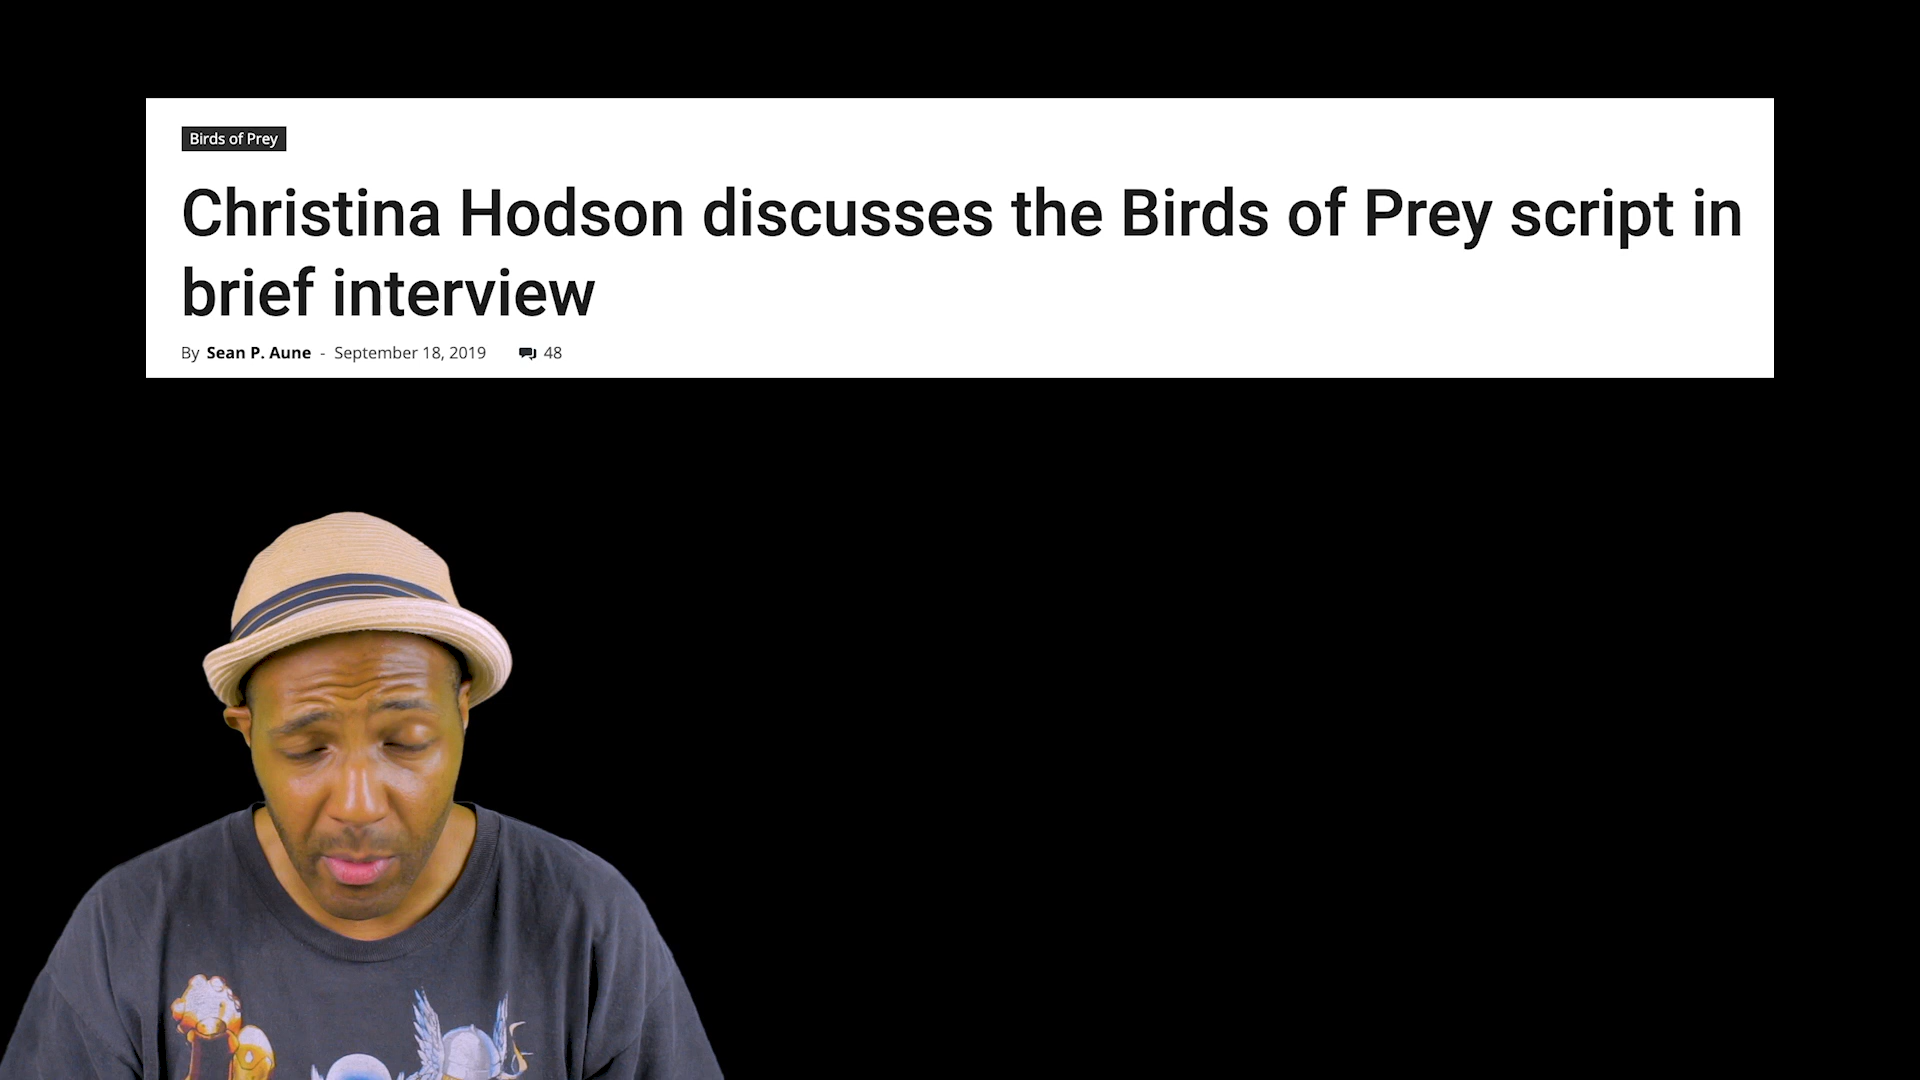 Birds of Prey
Christina Hodson discusses the Birds of Prey script in
brief interview
By Sean P. Aune - September 18, 2019 48